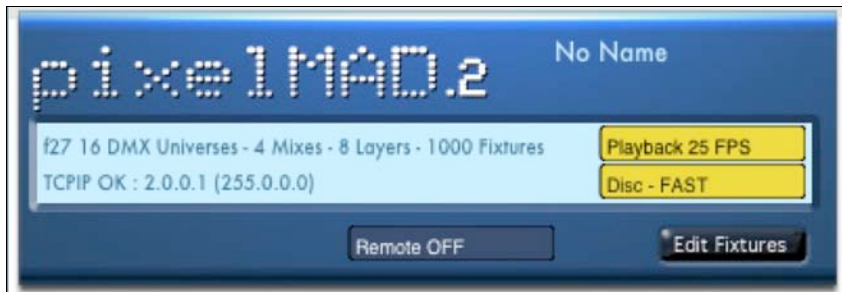 pixelMAD.2
No Name
f27 16 DMX Universes - 4 Mixes - 8 Layers - 1000 Fixtures
Playback 25 FPS
TCPIP OK : 2.0.0.1 (255.0.0.0)
Disc - FAST
Remote OFF
Edit Fixtures